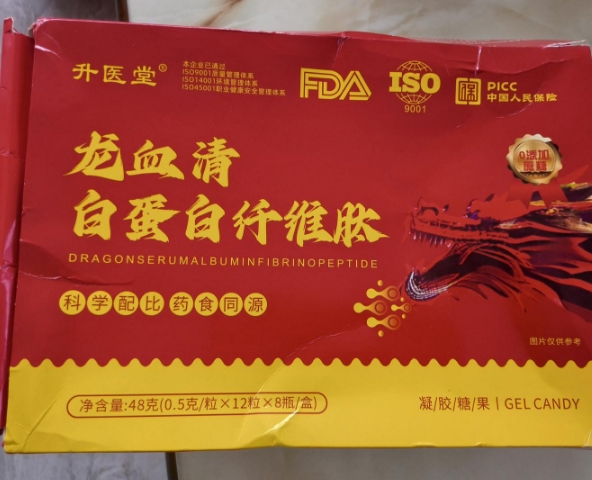 升医堂®
本企业已通过
ISO9001质量管理体系
ISO14001环境管理体系
ISO45001职业健康安全管理体系
FDA
ISO
9001
PICC
中国人民保险
龙血清
白蛋白纤维肽
DRAGONSERUMALBUMINFIBRINOPEPTIDE
0添加
蔗糖
科学配比 药食同源
图片仅供参考
净含量:48克(0.5克/粒×12粒×8瓶/盒)
凝/胶/糖/果 | GEL CANDY